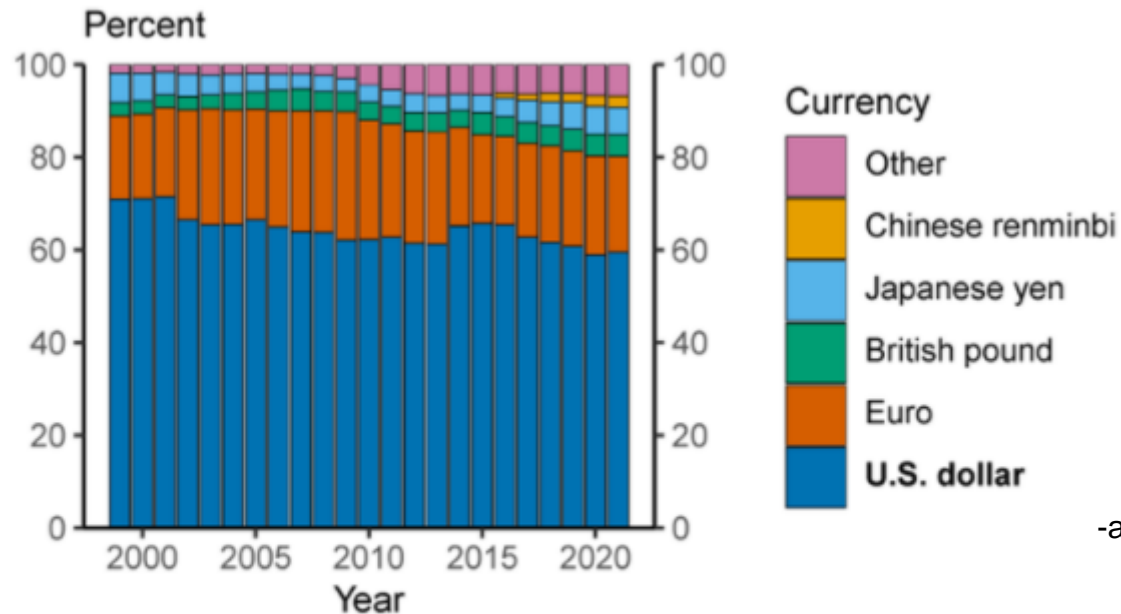 Percent
100
80
60
40
20
0
100
80
60
40
20
0
2000 2005 2010 2015 2020
Year
Currency
Other
Chinese renminbi
Japanese yen
British pound
Euro
U.S. dollar
-a